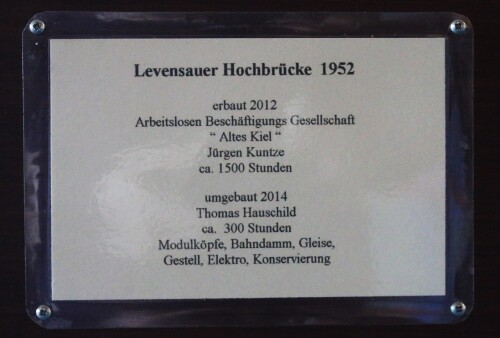 Levensauer Hochbrücke 1952
erbaut 2012
Arbeitslosen Beschäftigungs Gesellschaft
“ Altes Kiel “
Jürgen Kuntze
ca. 1500 Stunden
umgebaut 2014
Thomas Hauschild
ca. 300 Stunden
Modulköpfe, Bahndamm, Gleise,
Gestell, Elektro, Konservierung